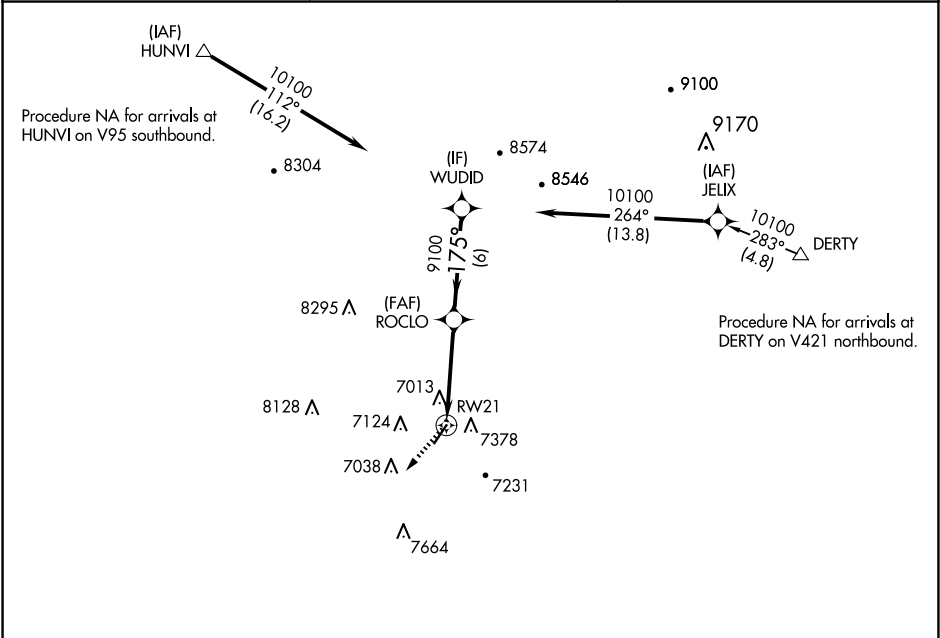 (IAF)
HUNVI
10100
112°
(16.2)
Procedure NA for arrivals at
HUNVI on V95 southbound.
8304
9100
9170
8574
8546
(IF)
WUDID
(IAF)
JELIX
10100
264°
(13.8)
10100
283°
(4.8)
DERTY
9100
175°
(6)
8295
(FAF)
ROCLO
Procedure NA for arrivals at
DERTY on V421 northbound.
7013
RW21
8128
7124
7378
7038
7231
7664